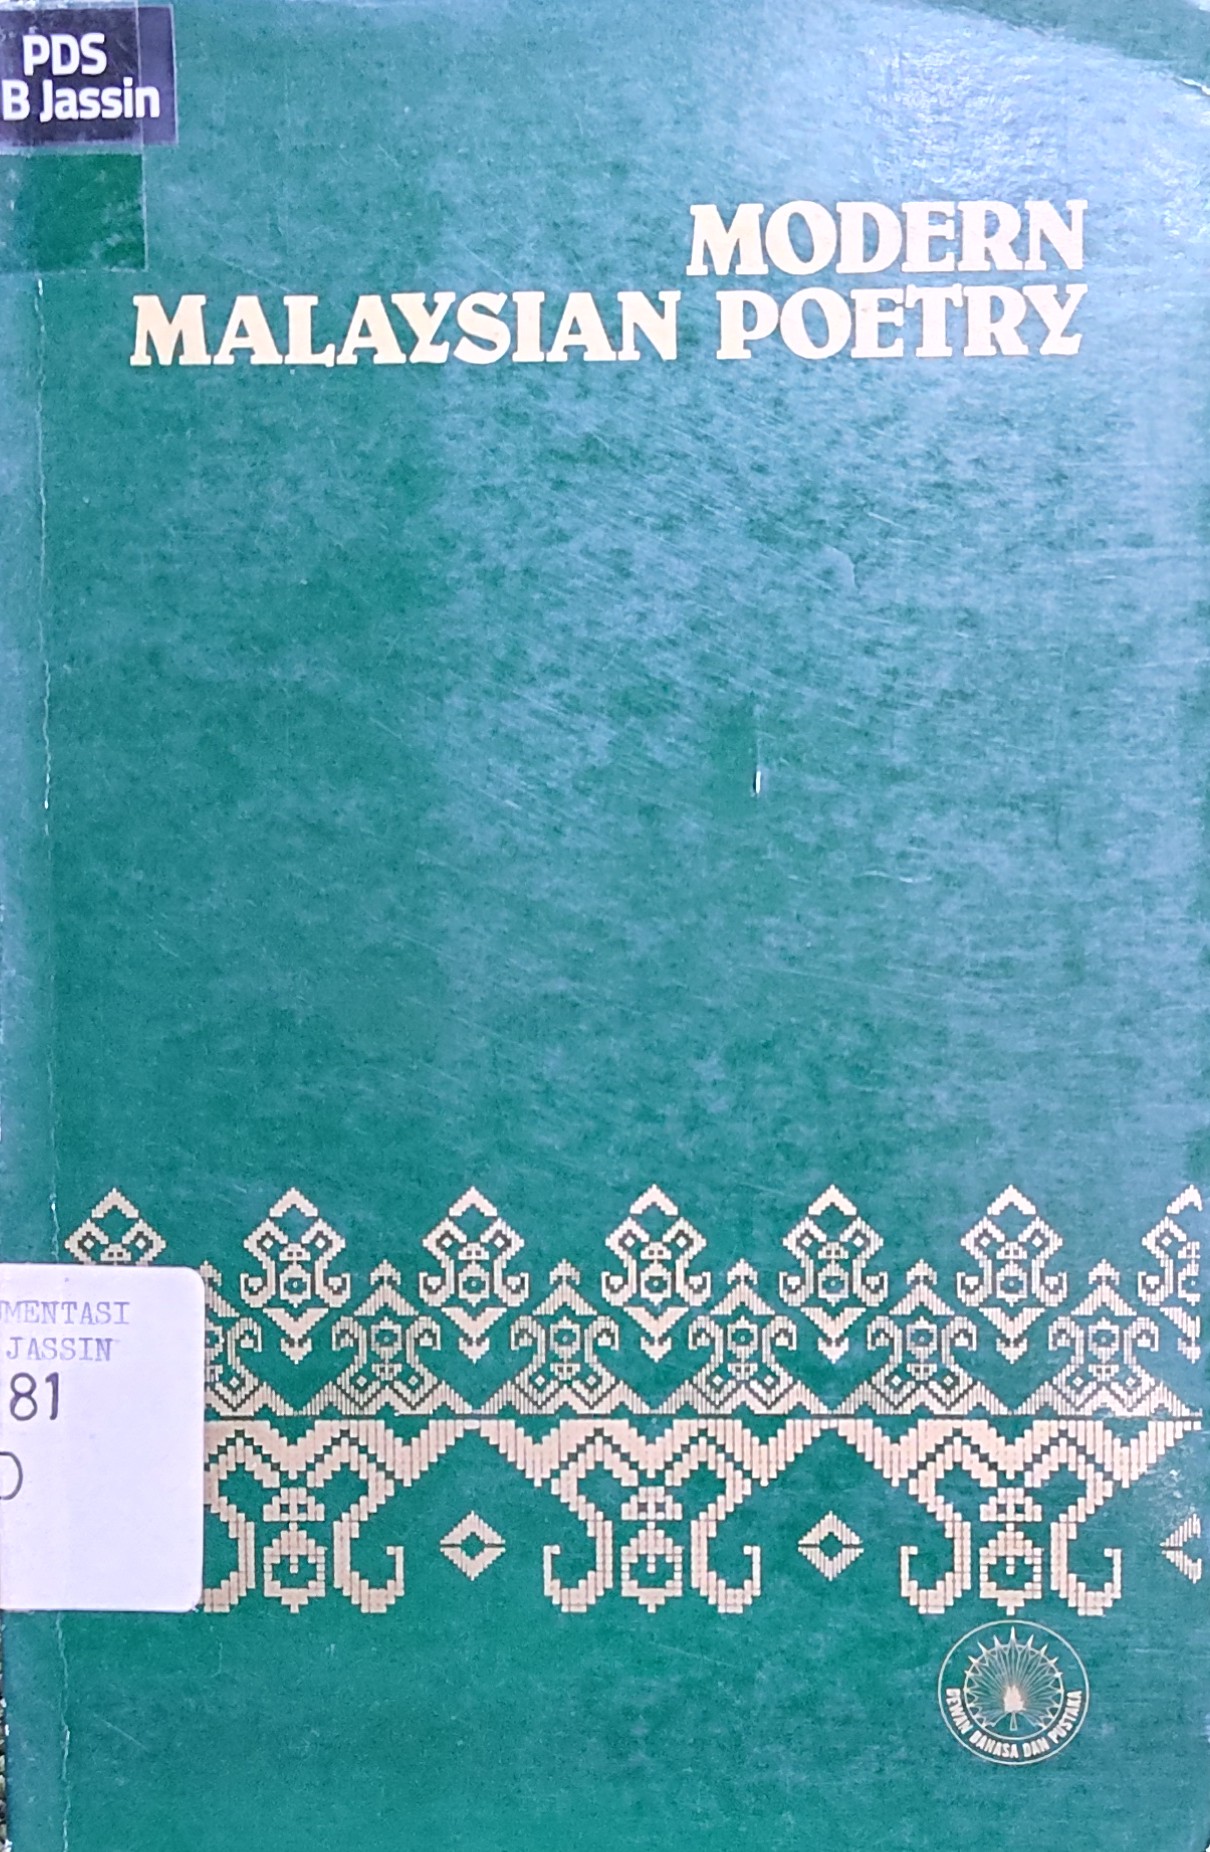 PDS
B Jassin
MODERN
MALAYSIAN POETRY
MENTASI
JASSIN
81
DEWAN BAHASA DAN PUSTAKA